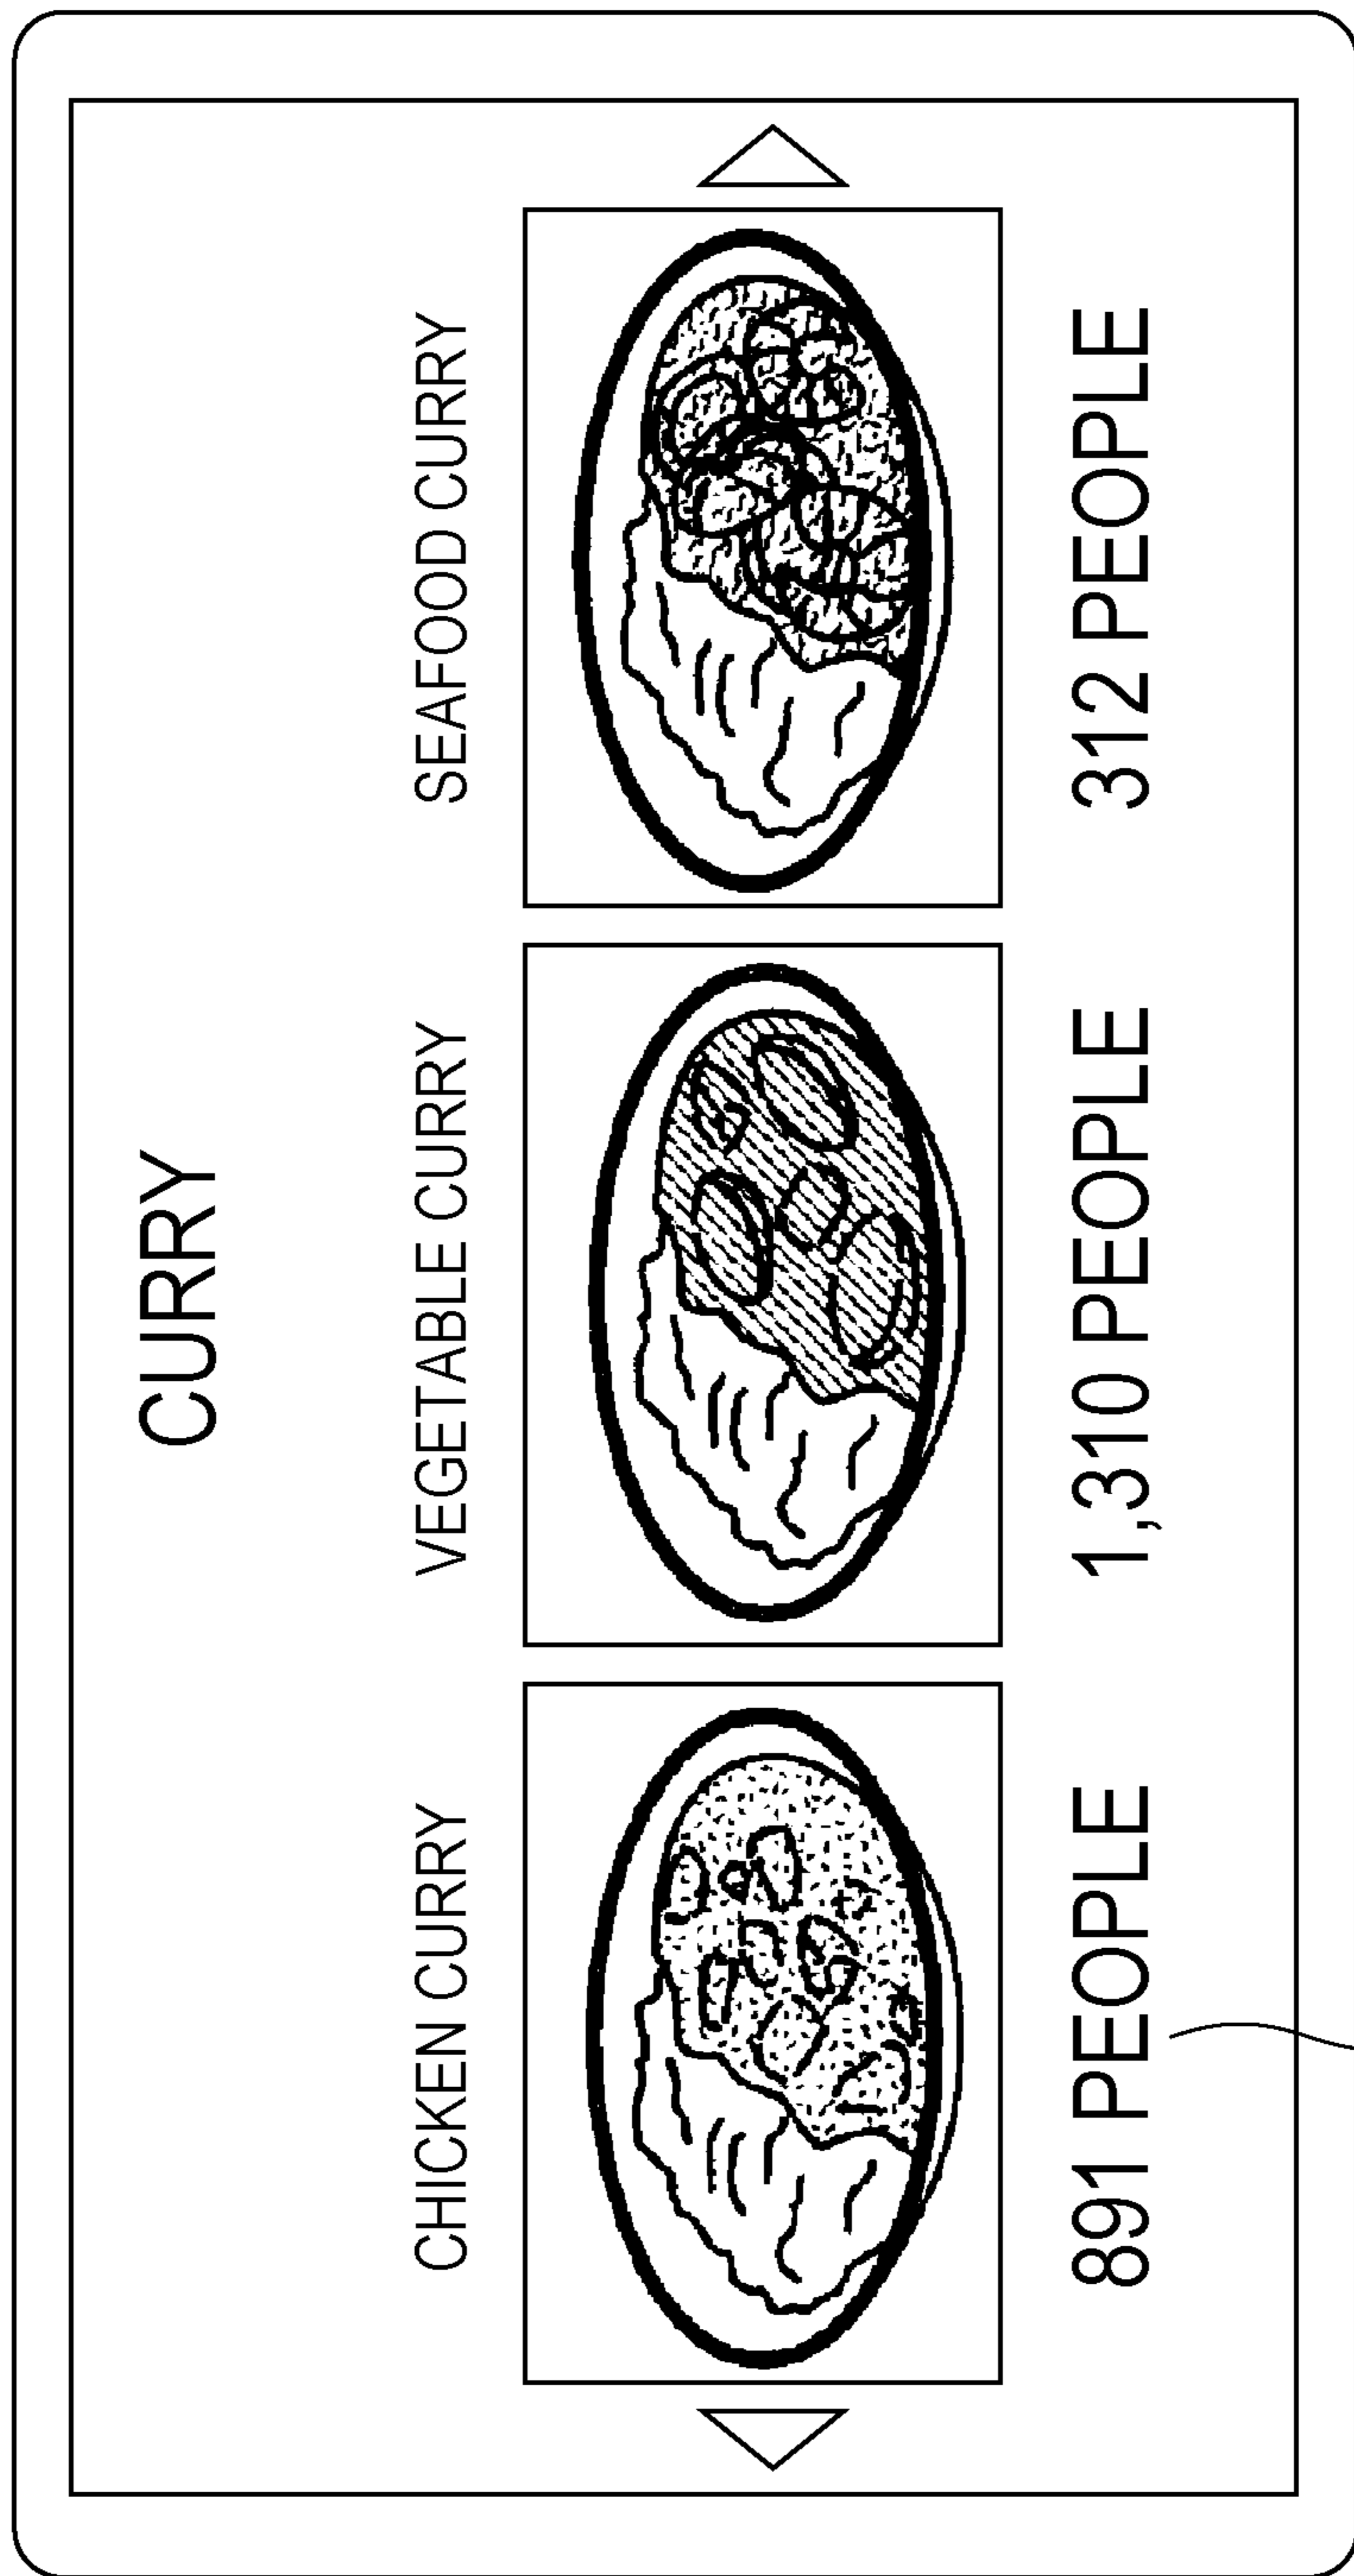 CURRY
CHICKEN CURRY
VEGETABLE CURRY
SEAFOOD CURRY
891 PEOPLE
1,310 PEOPLE
312 PEOPLE